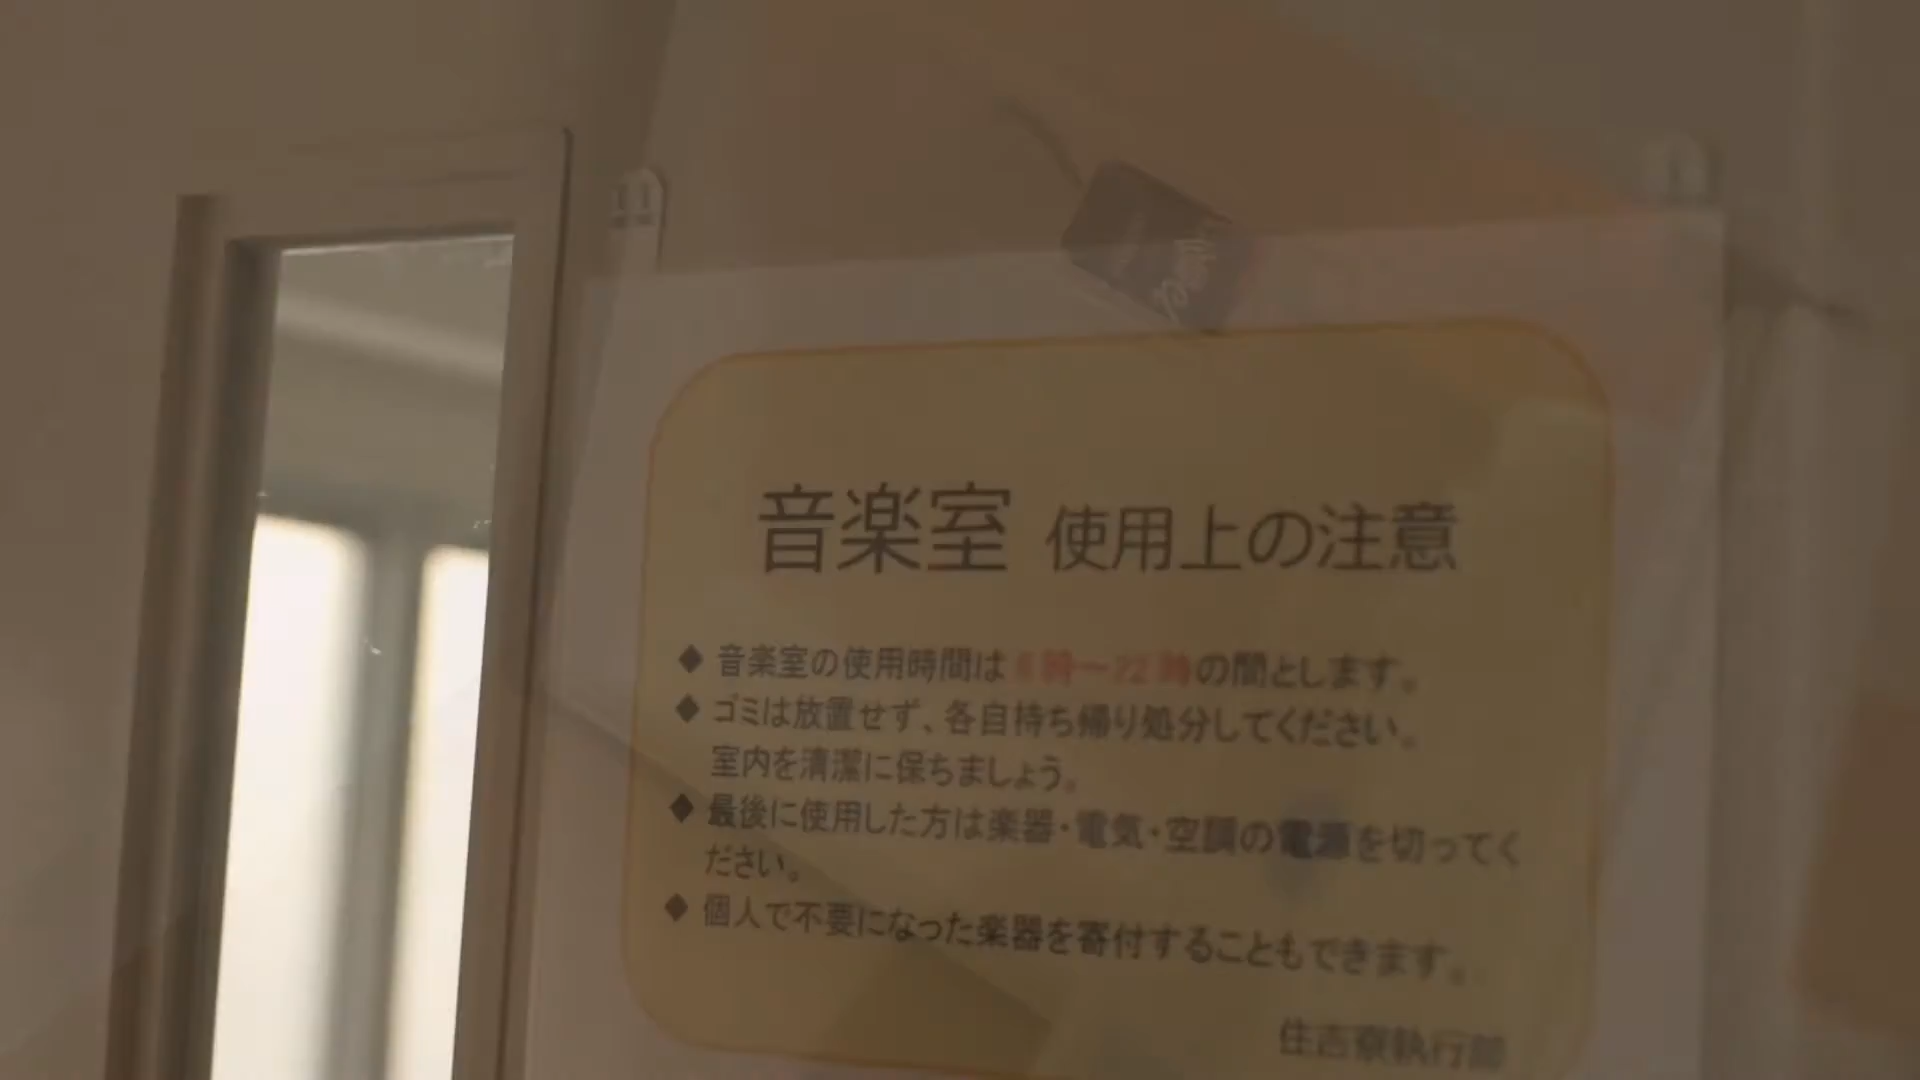 音楽室 使用上の注意
◆ 音楽室の使用時間は 時ー22時の間とします。
◆ ゴミは放置せず、各自持ち帰り処分してください。
室内を清潔に保ちましょう。
◆ 最後に使用した方は楽器・電気・空調の電源を切ってく
ださい。
◆ 個人で不要になった楽器を寄付することもできます。
住吉寮執行部